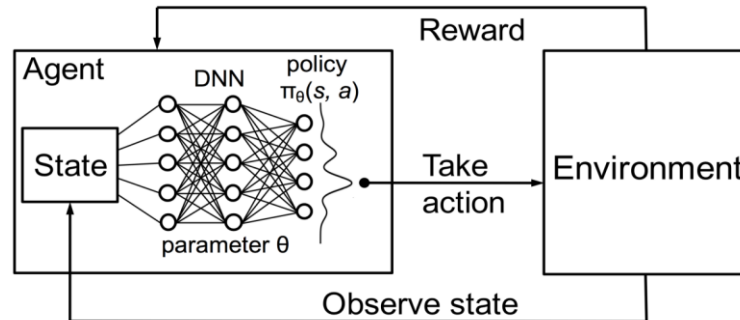 Reward
Agent
DNN
policy
πθ(s, a)
State
Take
action
Environment
parameter θ
Observe state